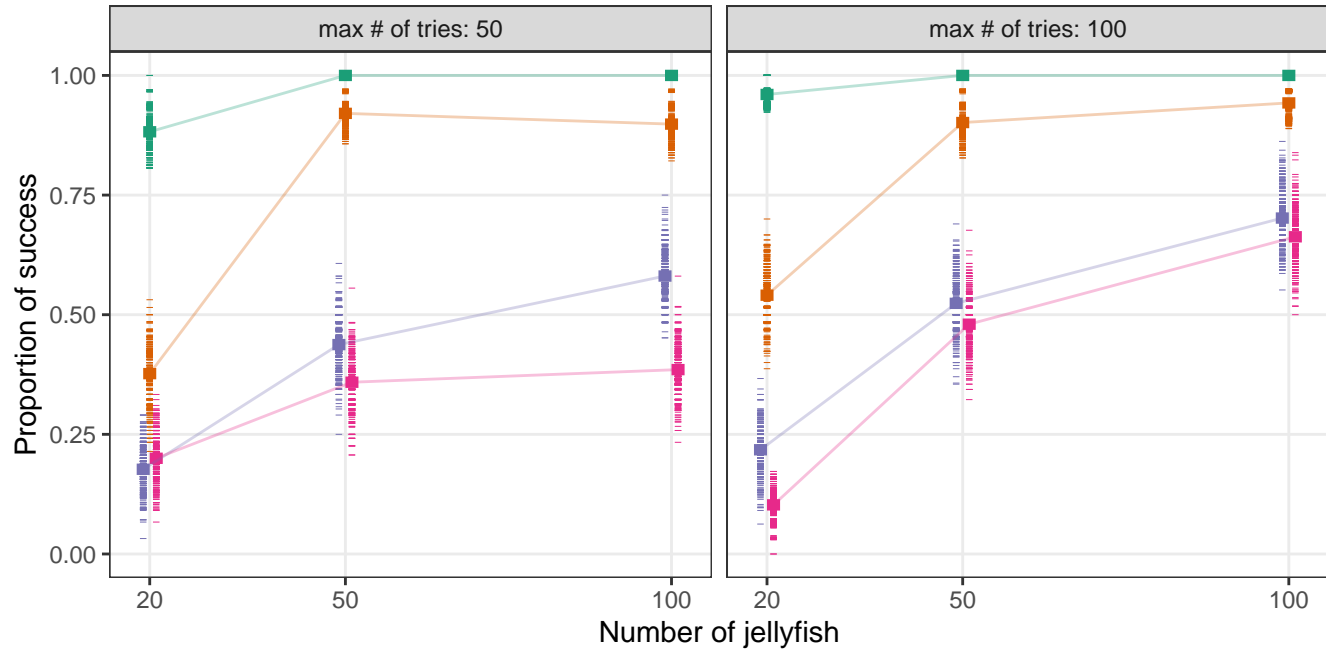 max # of tries: 50
max # of tries: 100
1.00
0.75
0.50
0.25
0.00
Proportion of success
20
50
100
20
50
100
Number of jellyfish